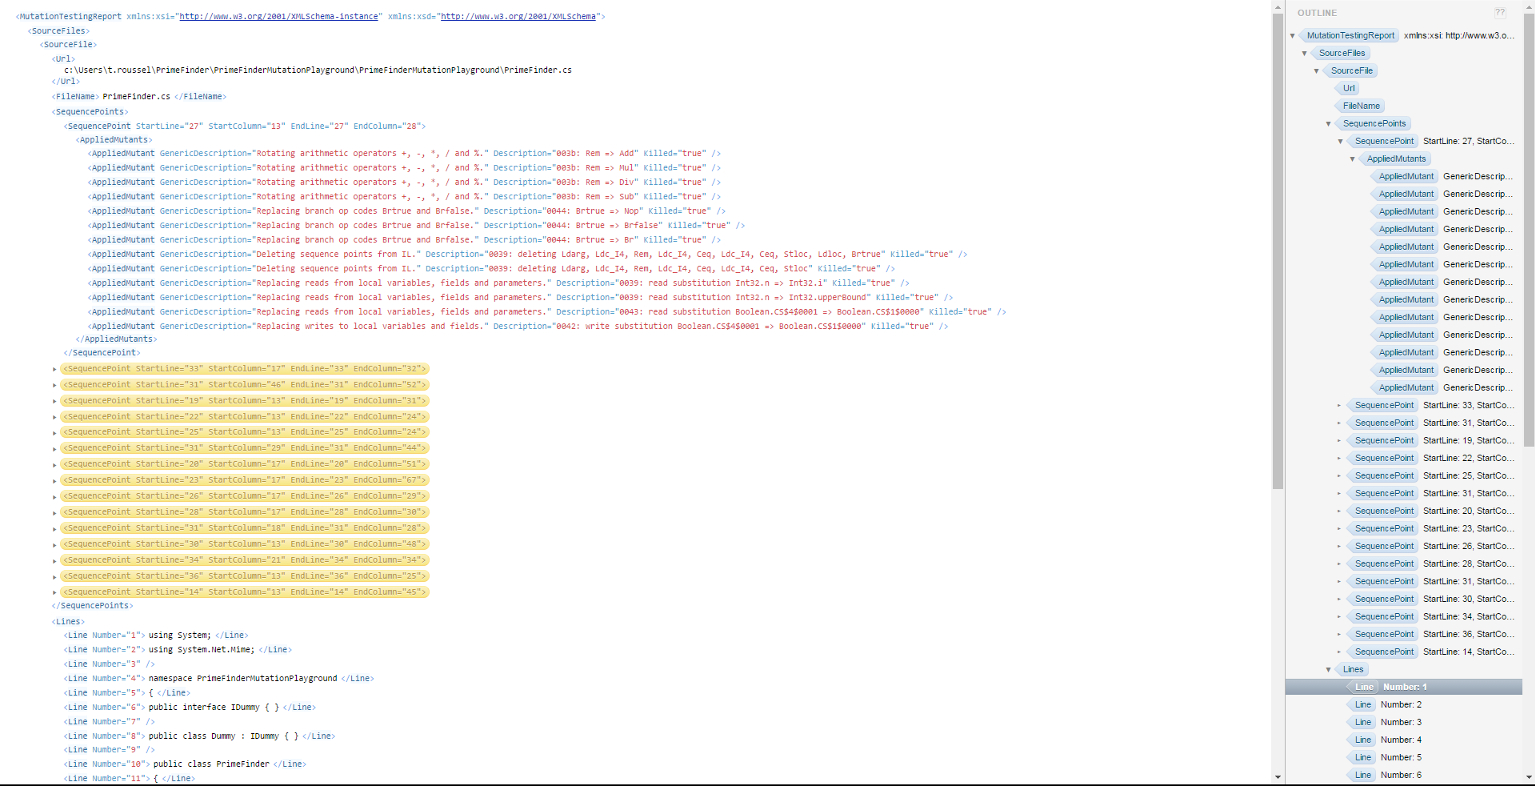 <MutationTestingReport xmlns:xsi="http://www.w3.org/2001/XMLSchema-instance" xmlns:xsd="http://www.w3.org/2001/XMLSchema">
<SourceFiles>
<SourceFile>
<Url>
c:\Users\t.roussel\PrimeFinder\PrimeFinderMutationPlayground\PrimeFinderMutationPlayground\PrimeFinder.cs
</Url>
<FileName> PrimeFinder.cs </FileName>
<SequencePoints>
<SequencePoint StartLine="27" StartColumn="13" EndLine="27" EndColumn="28">
<AppliedMutants>
<AppliedMutant GenericDescription="Rotating arithmetic operators +, -, *, / and %." Description="003b: Rem => Add" Killed="true" />
<AppliedMutant GenericDescription="Rotating arithmetic operators +, -, *, / and %." Description="003b: Rem => Mul" Killed="true" />
<AppliedMutant GenericDescription="Rotating arithmetic operators +, -, *, / and %." Description="003b: Rem => Div" Killed="true" />
<AppliedMutant GenericDescription="Rotating arithmetic operators +, -, *, / and %." Description="003b: Rem => Sub" Killed="true" />
<AppliedMutant GenericDescription="Replacing branch op codes Brtrue and Brfalse." Description="0044: Brtrue => Nop" Killed="true" />
<AppliedMutant GenericDescription="Replacing branch op codes Brtrue and Brfalse." Description="0044: Brtrue => Brfalse" Killed="true" />
<AppliedMutant GenericDescription="Replacing branch op codes Brtrue and Brfalse." Description="0044: Brtrue => Br" Killed="true" />
<AppliedMutant GenericDescription="Deleting sequence points from IL." Description="0039: deleting Ldarg, Ldc_I4, Rem, Ldc_I4, Ceq, Ldc_I4, Ceq, Stloc, Ldloc, Brtrue" Killed="true" />
<AppliedMutant GenericDescription="Deleting sequence points from IL." Description="0039: deleting Ldarg, Ldc_I4, Rem, Ldc_I4, Ceq, Ldc_I4, Ceq, Stloc" Killed="true" />
<AppliedMutant GenericDescription="Replacing reads from local variables, fields and parameters." Description="0039: read substitution Int32.n => Int32.i" Killed="true" />
<AppliedMutant GenericDescription="Replacing reads from local variables, fields and parameters." Description="0039: read substitution Int32.n => Int32.upperBound" Killed="true" />
<AppliedMutant GenericDescription="Replacing reads from local variables, fields and parameters." Description="0043: read substitution Boolean.CS$4$0001 => Boolean.CS$1$0000" Killed="true" />
<AppliedMutant GenericDescription="Replacing writes to local variables and fields." Description="0042: write substitution Boolean.CS$4$0001 => Boolean.CS$1$0000" Killed="true" />
</AppliedMutants>
</SequencePoint>
<SequencePoint StartLine="33" StartColumn="17" EndLine="33" EndColumn="32">
<SequencePoint StartLine="31" StartColumn="46" EndLine="31" EndColumn="52">
<SequencePoint StartLine="19" StartColumn="13" EndLine="19" EndColumn="31">
<SequencePoint StartLine="22" StartColumn="13" EndLine="22" EndColumn="24">
<SequencePoint StartLine="25" StartColumn="13" EndLine="25" EndColumn="24">
<SequencePoint StartLine="31" StartColumn="29" EndLine="31" EndColumn="44">
<SequencePoint StartLine="20" StartColumn="17" EndLine="20" EndColumn="51">
<SequencePoint StartLine="23" StartColumn="17" EndLine="23" EndColumn="67">
<SequencePoint StartLine="26" StartColumn="17" EndLine="26" EndColumn="29">
<SequencePoint StartLine="28" StartColumn="17" EndLine="28" EndColumn="30">
<SequencePoint StartLine="31" StartColumn="18" EndLine="31" EndColumn="28">
<SequencePoint StartLine="30" StartColumn="13" EndLine="30" EndColumn="48">
<SequencePoint StartLine="34" StartColumn="21" EndLine="34" EndColumn="34">
<SequencePoint StartLine="36" StartColumn="13" EndLine="36" EndColumn="25">
<SequencePoint StartLine="14" StartColumn="13" EndLine="14" EndColumn="45">
</SequencePoints>
<Lines>
<Line Number="1"> using System; </Line>
<Line Number="2"> using System.Net.Mime; </Line>
<Line Number="3" />
<Line Number="4"> namespace PrimeFinderMutationPlayground </Line>
<Line Number="5"> { </Line>
<Line Number="6"> public interface IDummy { } </Line>
<Line Number="7" />
<Line Number="8"> public class Dummy : IDummy { } </Line>
<Line Number="9" />
<Line Number="10"> public class PrimeFinder </Line>
<Line Number="11"> { </Line>
OUTLINE ??
MutationTestingReport xmlns:xsi: http://www.w3.o...
SourceFiles
SourceFile
Url
FileName
SequencePoints
SequencePoint StartLine: 27, StartCo...
AppliedMutants
AppliedMutant GenericDescrip...
AppliedMutant GenericDescrip...
AppliedMutant GenericDescrip...
AppliedMutant GenericDescrip...
AppliedMutant GenericDescrip...
AppliedMutant GenericDescrip...
AppliedMutant GenericDescrip...
AppliedMutant GenericDescrip...
AppliedMutant GenericDescrip...
AppliedMutant GenericDescrip...
AppliedMutant GenericDescrip...
AppliedMutant GenericDescrip...
AppliedMutant GenericDescrip...
SequencePoint StartLine: 33, StartCo...
SequencePoint StartLine: 31, StartCo...
SequencePoint StartLine: 19, StartCo...
SequencePoint StartLine: 22, StartCo...
SequencePoint StartLine: 25, StartCo...
SequencePoint StartLine: 31, StartCo...
SequencePoint StartLine: 20, StartCo...
SequencePoint StartLine: 23, StartCo...
SequencePoint StartLine: 26, StartCo...
SequencePoint StartLine: 28, StartCo...
SequencePoint StartLine: 31, StartCo...
SequencePoint StartLine: 30, StartCo...
SequencePoint StartLine: 34, StartCo...
SequencePoint StartLine: 36, StartCo...
SequencePoint StartLine: 14, StartCo...
Lines
Line Number: 1
Line Number: 2
Line Number: 3
Line Number: 4
Line Number: 5
Line Number: 6